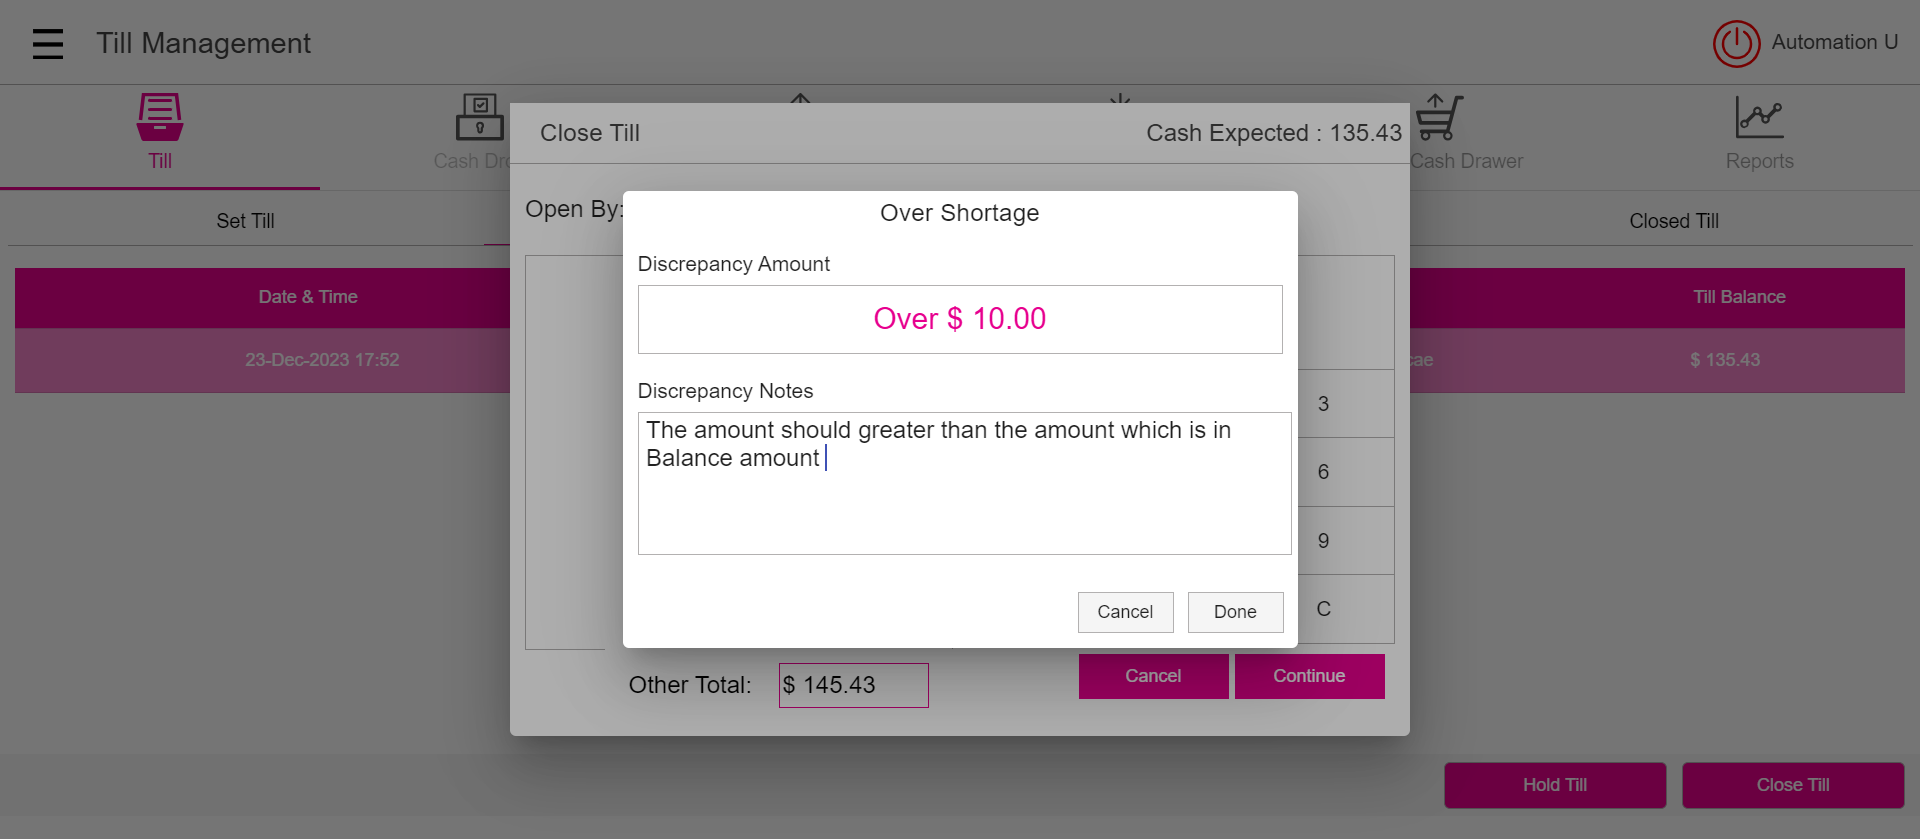 Till Management
Automation U
Till
Cash
Cash Drawer
Reports
Close Till
Cash Expected : 135.43
Set Till
Closed Till
Open By:
Over Shortage
Discrepancy Amount
Over $ 10.00
Date & Time
Till Balance
23-Dec-2023 17:52
$ 135.43
Discrepancy Notes
The amount should greater than the amount which is in
Balance amount
3
6
9
C
Cancel
Done
Other Total:
$ 145.43
Cancel
Continue
Hold Till
Close Till